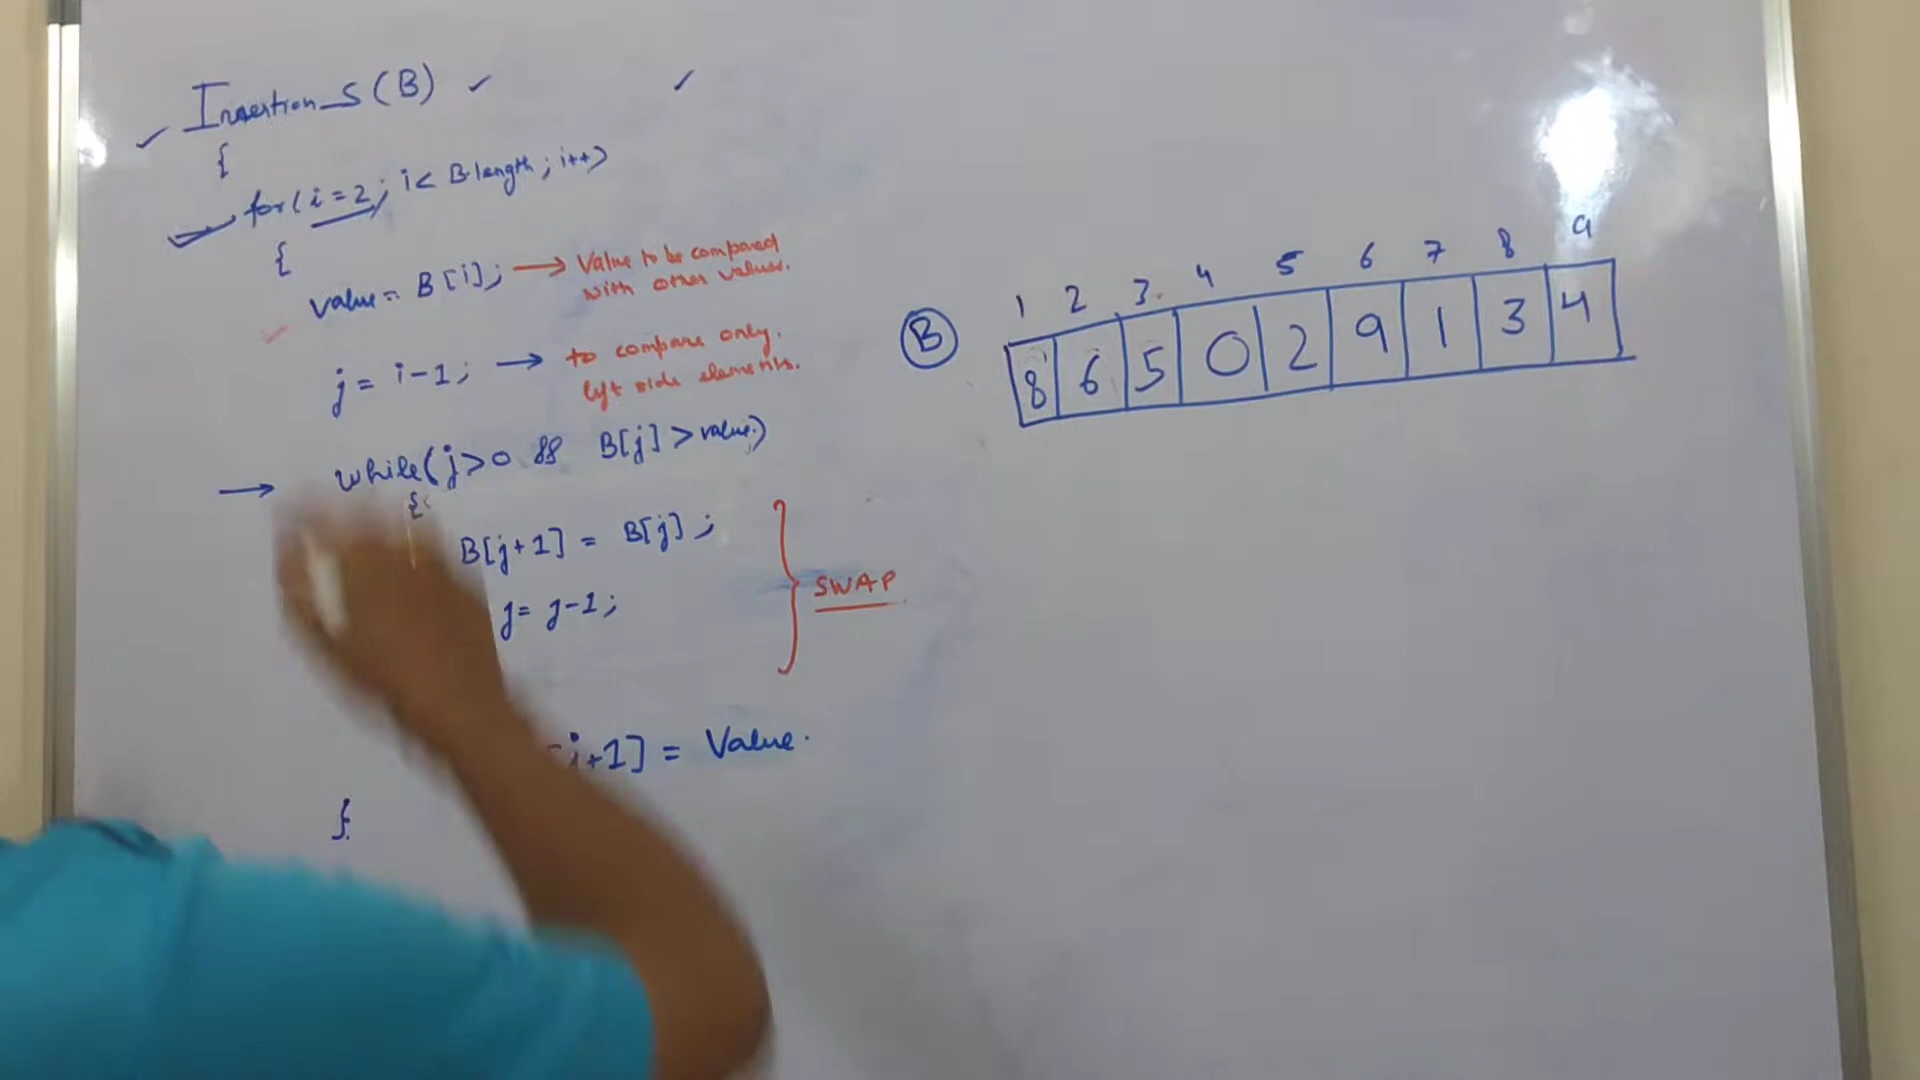 Insertion_S(B)
{
for(i=2; i< B.length; i++)
{
value = B[i]; → Value to be compared
with other values.
j = i-1; → to compare only.
left side elements.
→ while(j>0 && B[j] > value)
{
B[j+1] = B[j];
j = j-1;
SWAP
j+1] = Value.
}
1 2 3 4 5 6 7 8 9
B 8 6 5 0 2 9 1 3 4